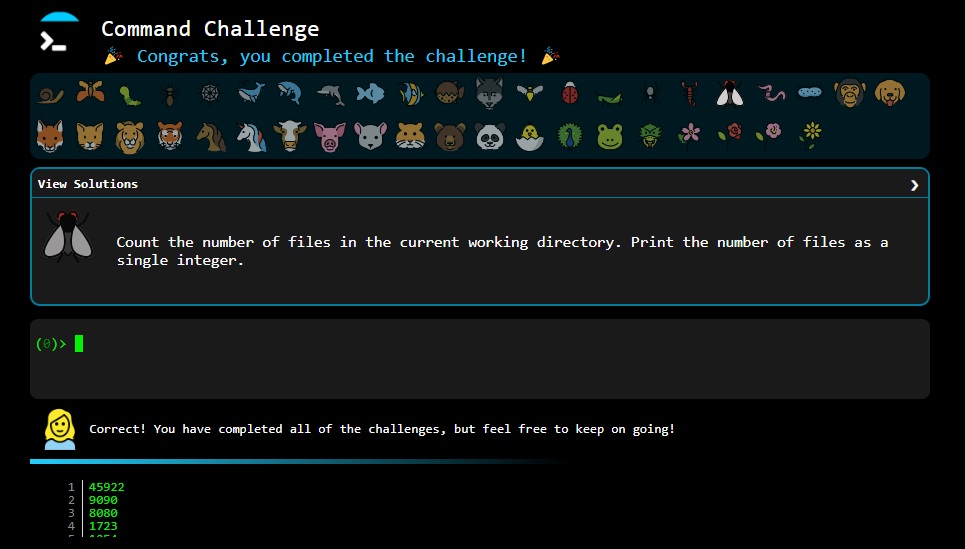 Command Challenge
Congrats, you completed the challenge!
View Solutions
Count the number of files in the current working directory. Print the number of files as a
single integer.
(0)>
Correct! You have completed all of the challenges, but feel free to keep on going!
1 45922
2 9090
3 8080
4 1723